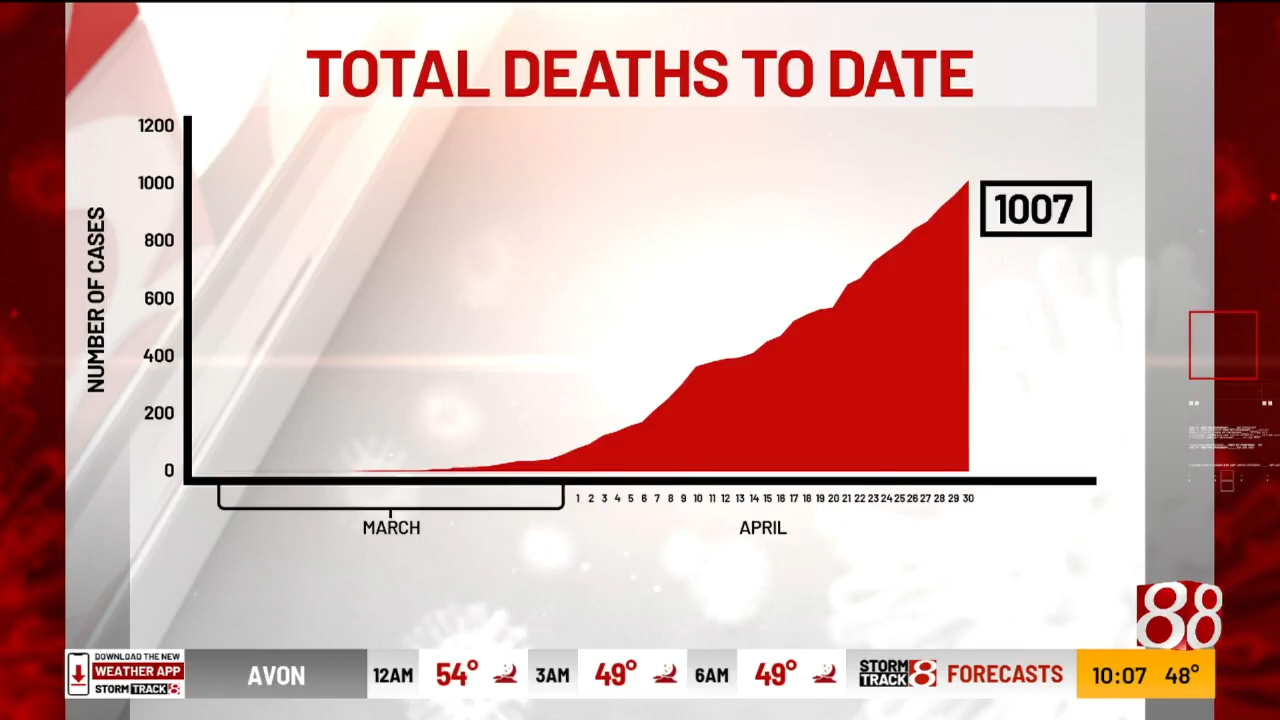 TOTAL DEATHS TO DATE
NUMBER OF CASES
1200
1000
800
600
400
200
0
1007
1 2 3 4 5 6 7 8 9 10 11 12 13 14 15 16 17 18 19 20 21 22 23 24 25 26 27 28 29 30
MARCH
APRIL
88
DOWNLOAD THE NEW
WEATHER APP
STORM TRACK 8
AVON
12AM 54° 3AM 49° 6AM 49°
STORM TRACK 8 FORECASTS
10:07 48°